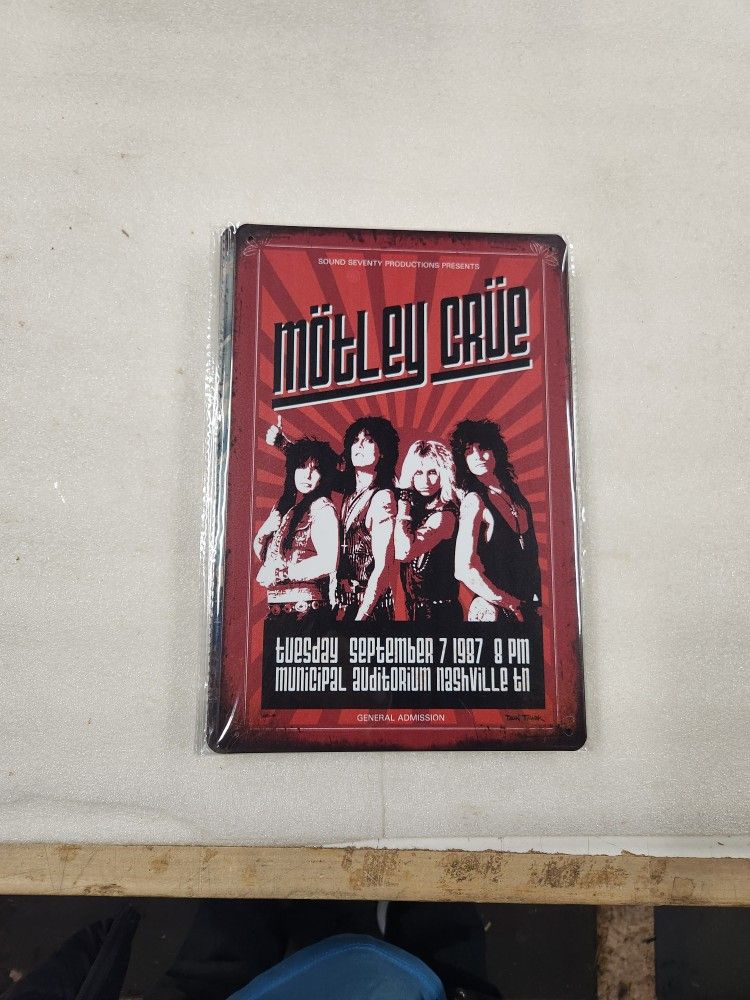 SOUND SEVENTY PRODUCTIONS PRESENTS
mötley crüe
tuesday september 7 1987 8 pm
municipal auditorium nashville tn
GENERAL ADMISSION